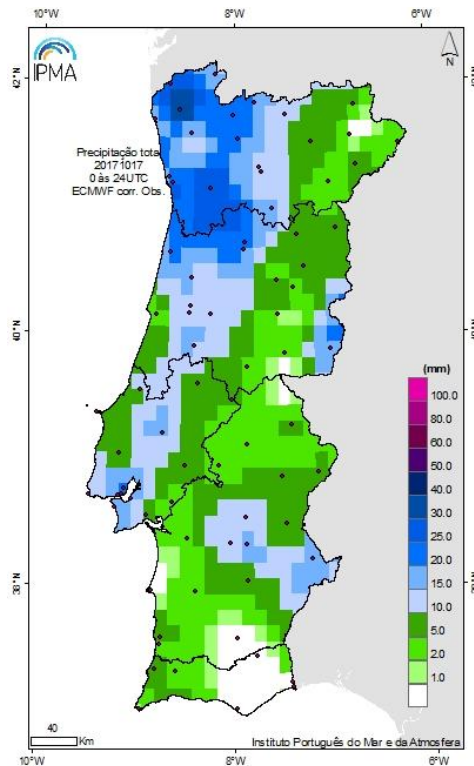 10°W 8°W 6°W
IPMA
N
42°N
Precipitação total
20171017
0 às 24UTC
ECMWF corr. Obs.
40°N
(mm)
100.0
80.0
60.0
50.0
40.0
30.0
25.0
20.0
15.0
10.0
5.0
2.0
1.0
38°N
40
Km
Instituto Português do Mar e da Atmosfera
10°W 8°W 6°W